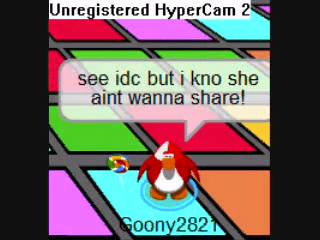 Unregistered HyperCam 2
see idc but i kno she
aint wanna share!
Goony2821